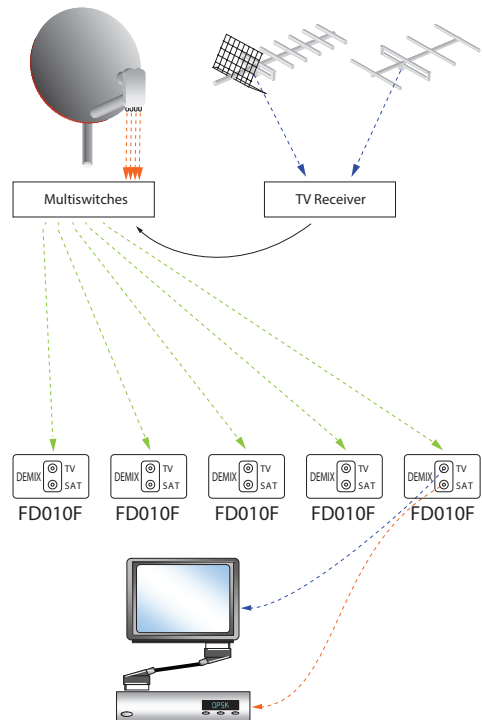 Multiswitches
TV Receiver
DEMIX TV SAT
DEMIX TV SAT
DEMIX TV SAT
DEMIX TV SAT
DEMIX TV SAT
FD010F
FD010F
FD010F
FD010F
FD010F
QPSK